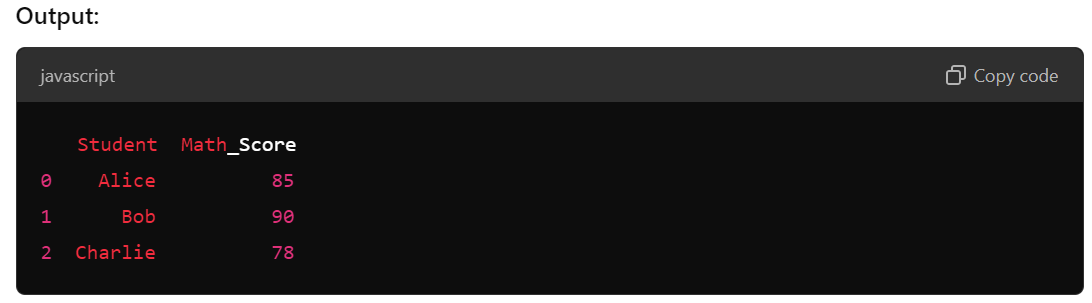 Output:
javascript
Copy code
Student Math_Score
0 Alice 85
1 Bob 90
2 Charlie 78